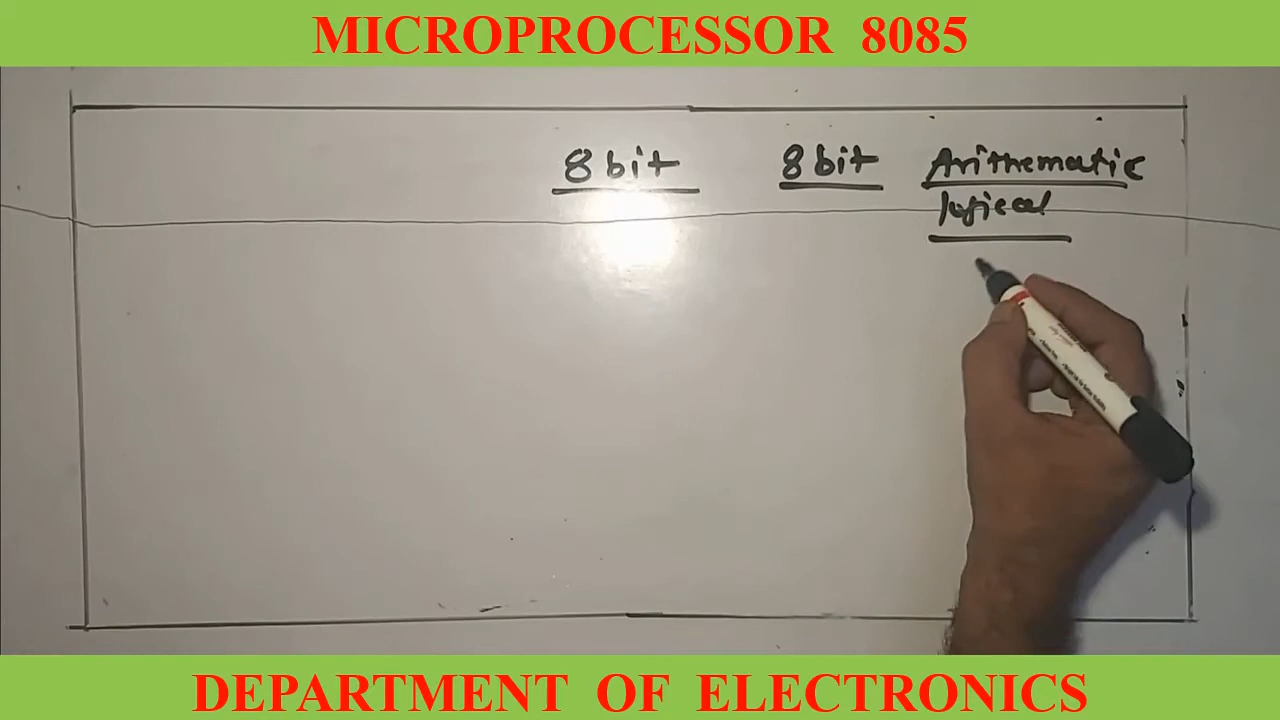 MICROPROCESSOR 8085
8 bit 8 bit Arithematic
logical
DEPARTMENT OF ELECTRONICS